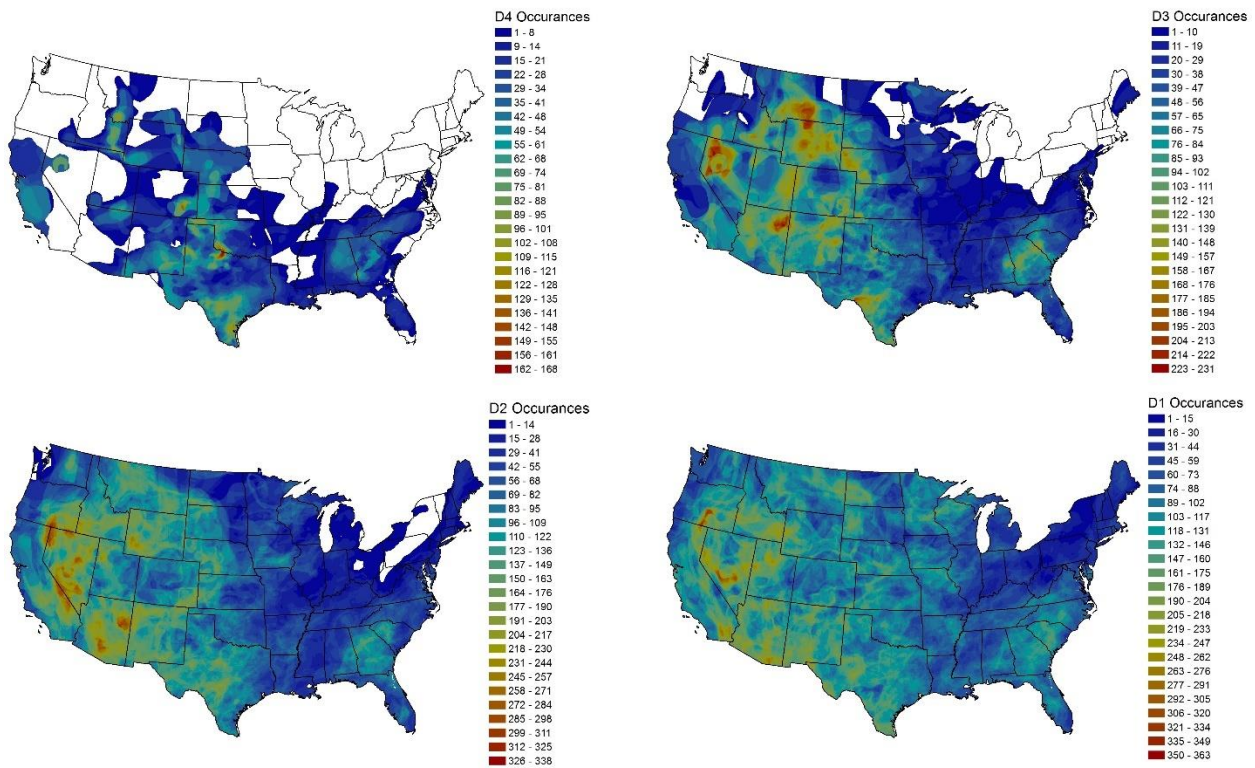 D4 Occurances
1 - 8
9 - 14
15 - 21
22 - 28
29 - 34
35 - 41
42 - 48
49 - 54
55 - 61
62 - 68
69 - 74
75 - 81
82 - 88
89 - 95
96 - 101
102 - 108
109 - 115
116 - 121
122 - 128
129 - 135
136 - 141
142 - 148
149 - 155
156 - 161
162 - 168
D3 Occurances
1 - 10
11 - 19
20 - 29
30 - 38
39 - 47
48 - 56
57 - 65
66 - 75
76 - 84
85 - 93
94 - 102
103 - 111
112 - 121
122 - 130
131 - 139
140 - 148
149 - 157
158 - 167
168 - 176
177 - 185
186 - 194
195 - 203
204 - 213
214 - 222
223 - 231
D2 Occurances
1 - 14
15 - 28
29 - 41
42 - 55
56 - 68
69 - 82
83 - 95
96 - 109
110 - 122
123 - 136
137 - 149
150 - 163
164 - 176
177 - 190
191 - 203
204 - 217
218 - 230
231 - 244
245 - 257
258 - 271
272 - 284
285 - 298
299 - 311
312 - 325
326 - 338
D1 Occurances
1 - 15
16 - 30
31 - 44
45 - 59
60 - 73
74 - 88
89 - 102
103 - 117
118 - 131
132 - 146
147 - 160
161 - 175
176 - 189
190 - 204
205 - 218
219 - 233
234 - 247
248 - 262
263 - 276
277 - 291
292 - 305
306 - 320
321 - 334
335 - 349
350 - 363